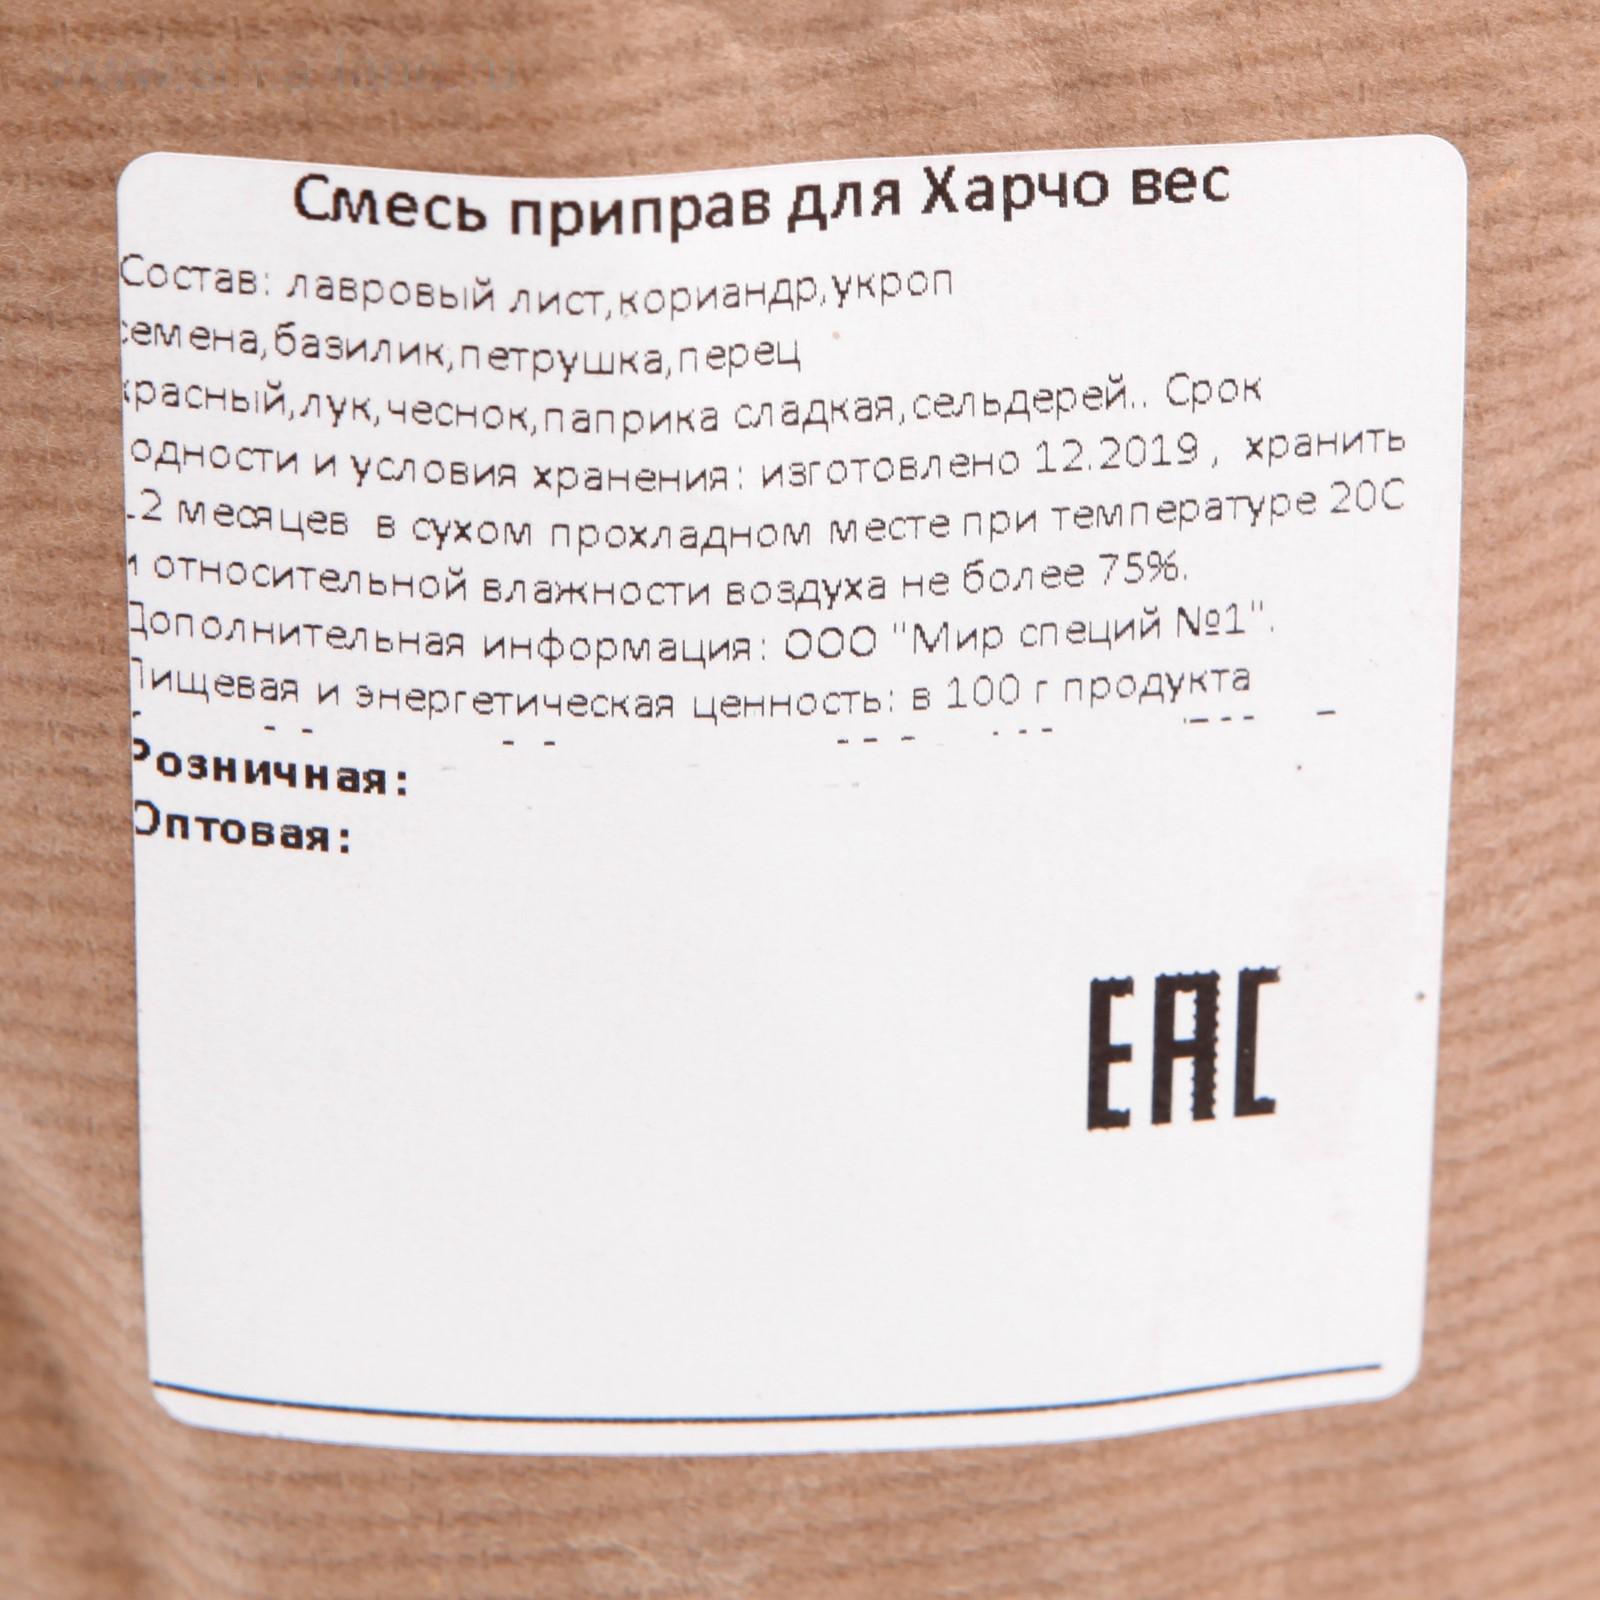 Смесь приправ для Харчо вес
Состав: лавровый лист,кориандр,укроп
семена,базилик,петрушка,перец
красный,лук,чеснок,паприка сладкая,сельдерей.. Срок
одности и условия хранения: изготовлено 12.2019 , хранить
12 месяцев в сухом прохладном месте при температуре 20С
и относительной влажности воздуха не более 75%.
Дополнительная информация: ООО "Мир специй №1".
Пищевая и энергетическая ценность: в 100 г продукта
Розничная:
Оптовая:
ЕАС